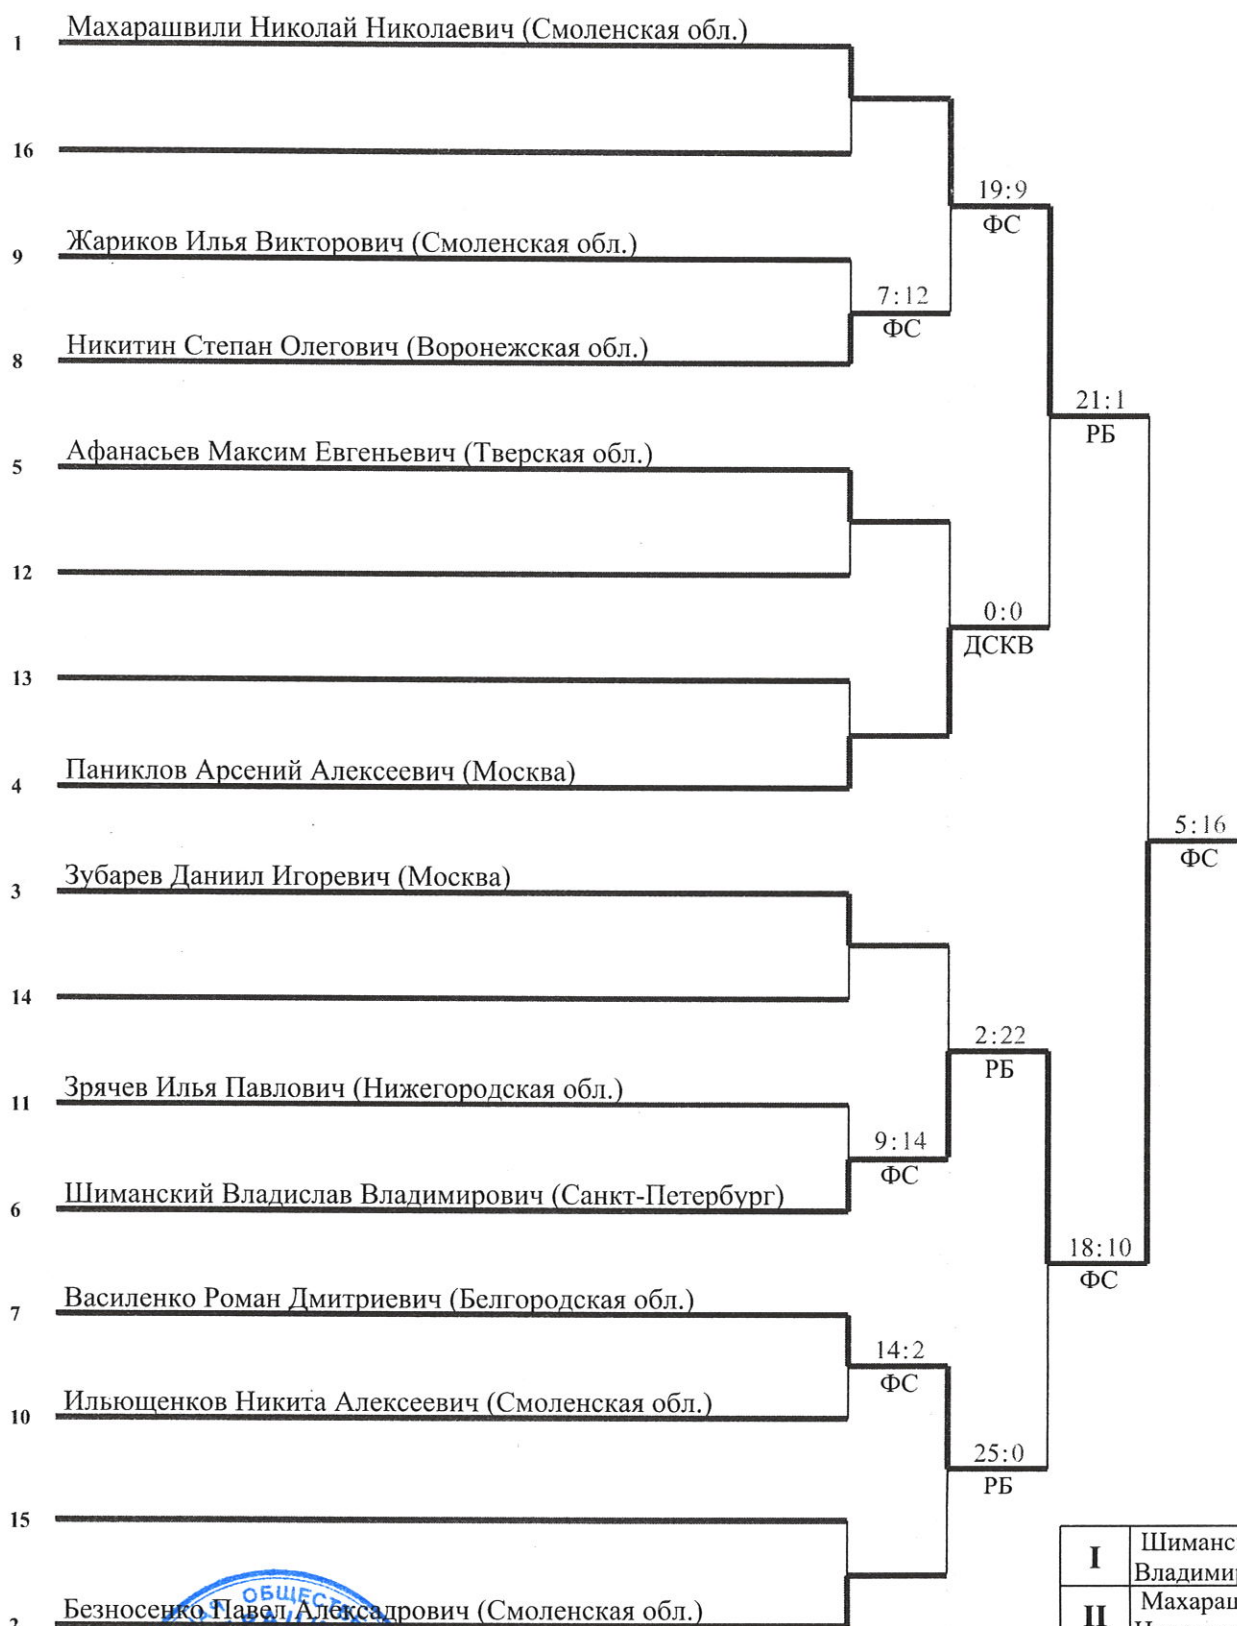 Махарашвили Николай Николаевич (Смоленская обл.)
1
16
19:9
ФС
Жариков Илья Викторович (Смоленская обл.)
9
7:12
ФС
Никитин Степан Олегович (Воронежская обл.)
8
21:1
РБ
Афанасьев Максим Евгеньевич (Тверская обл.)
5
12
0:0
ДСКВ
13
Паниклов Арсений Алексеевич (Москва)
4
5:16
ФС
Зубарев Даниил Игоревич (Москва)
3
14
2:22
РБ
Зрячев Илья Павлович (Нижегородская обл.)
11
9:14
ФС
Шиманский Владислав Владимирович (Санкт-Петербург)
6
18:10
ФС
Василенко Роман Дмитриевич (Белгородская обл.)
7
14:2
ФС
Ильющенков Никита Алексеевич (Смоленская обл.)
10
25:0
РБ
15
I
Безносенко Павел Алексадрович (Смоленская обл.)
2
II